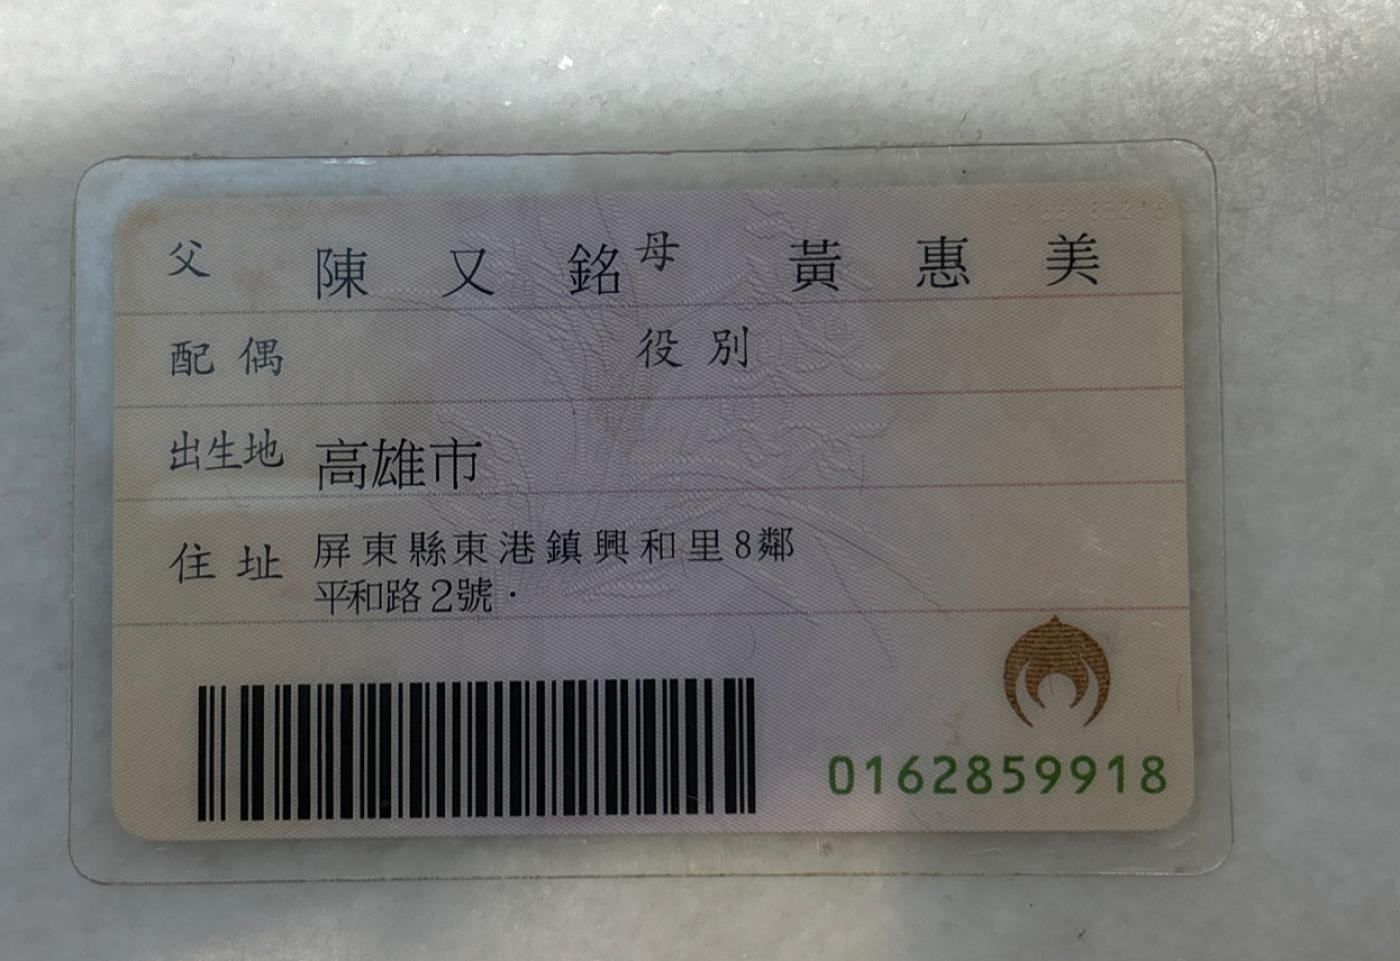 父 陳又銘 母 黃惠美
配偶 役別
出生地 高雄市
住址 屏東縣東港鎮興和里8鄰
平和路2號·
0162859918